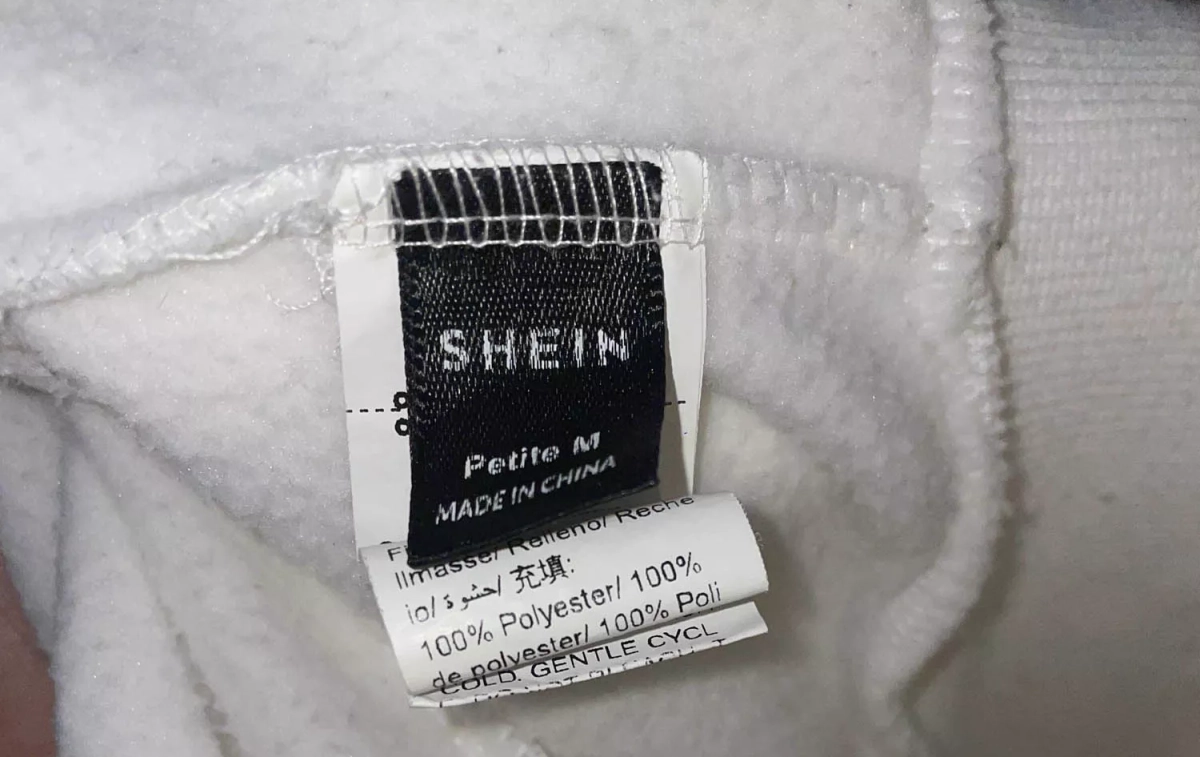 SHEIN
Petite M
MADE IN CHINA
llmasse/ Relleno/ Reche
io/ حشوة/ 充填:
100% Polyester/ 100%
de polyester/ 100% Poli
COLD. GENTLE CYCL